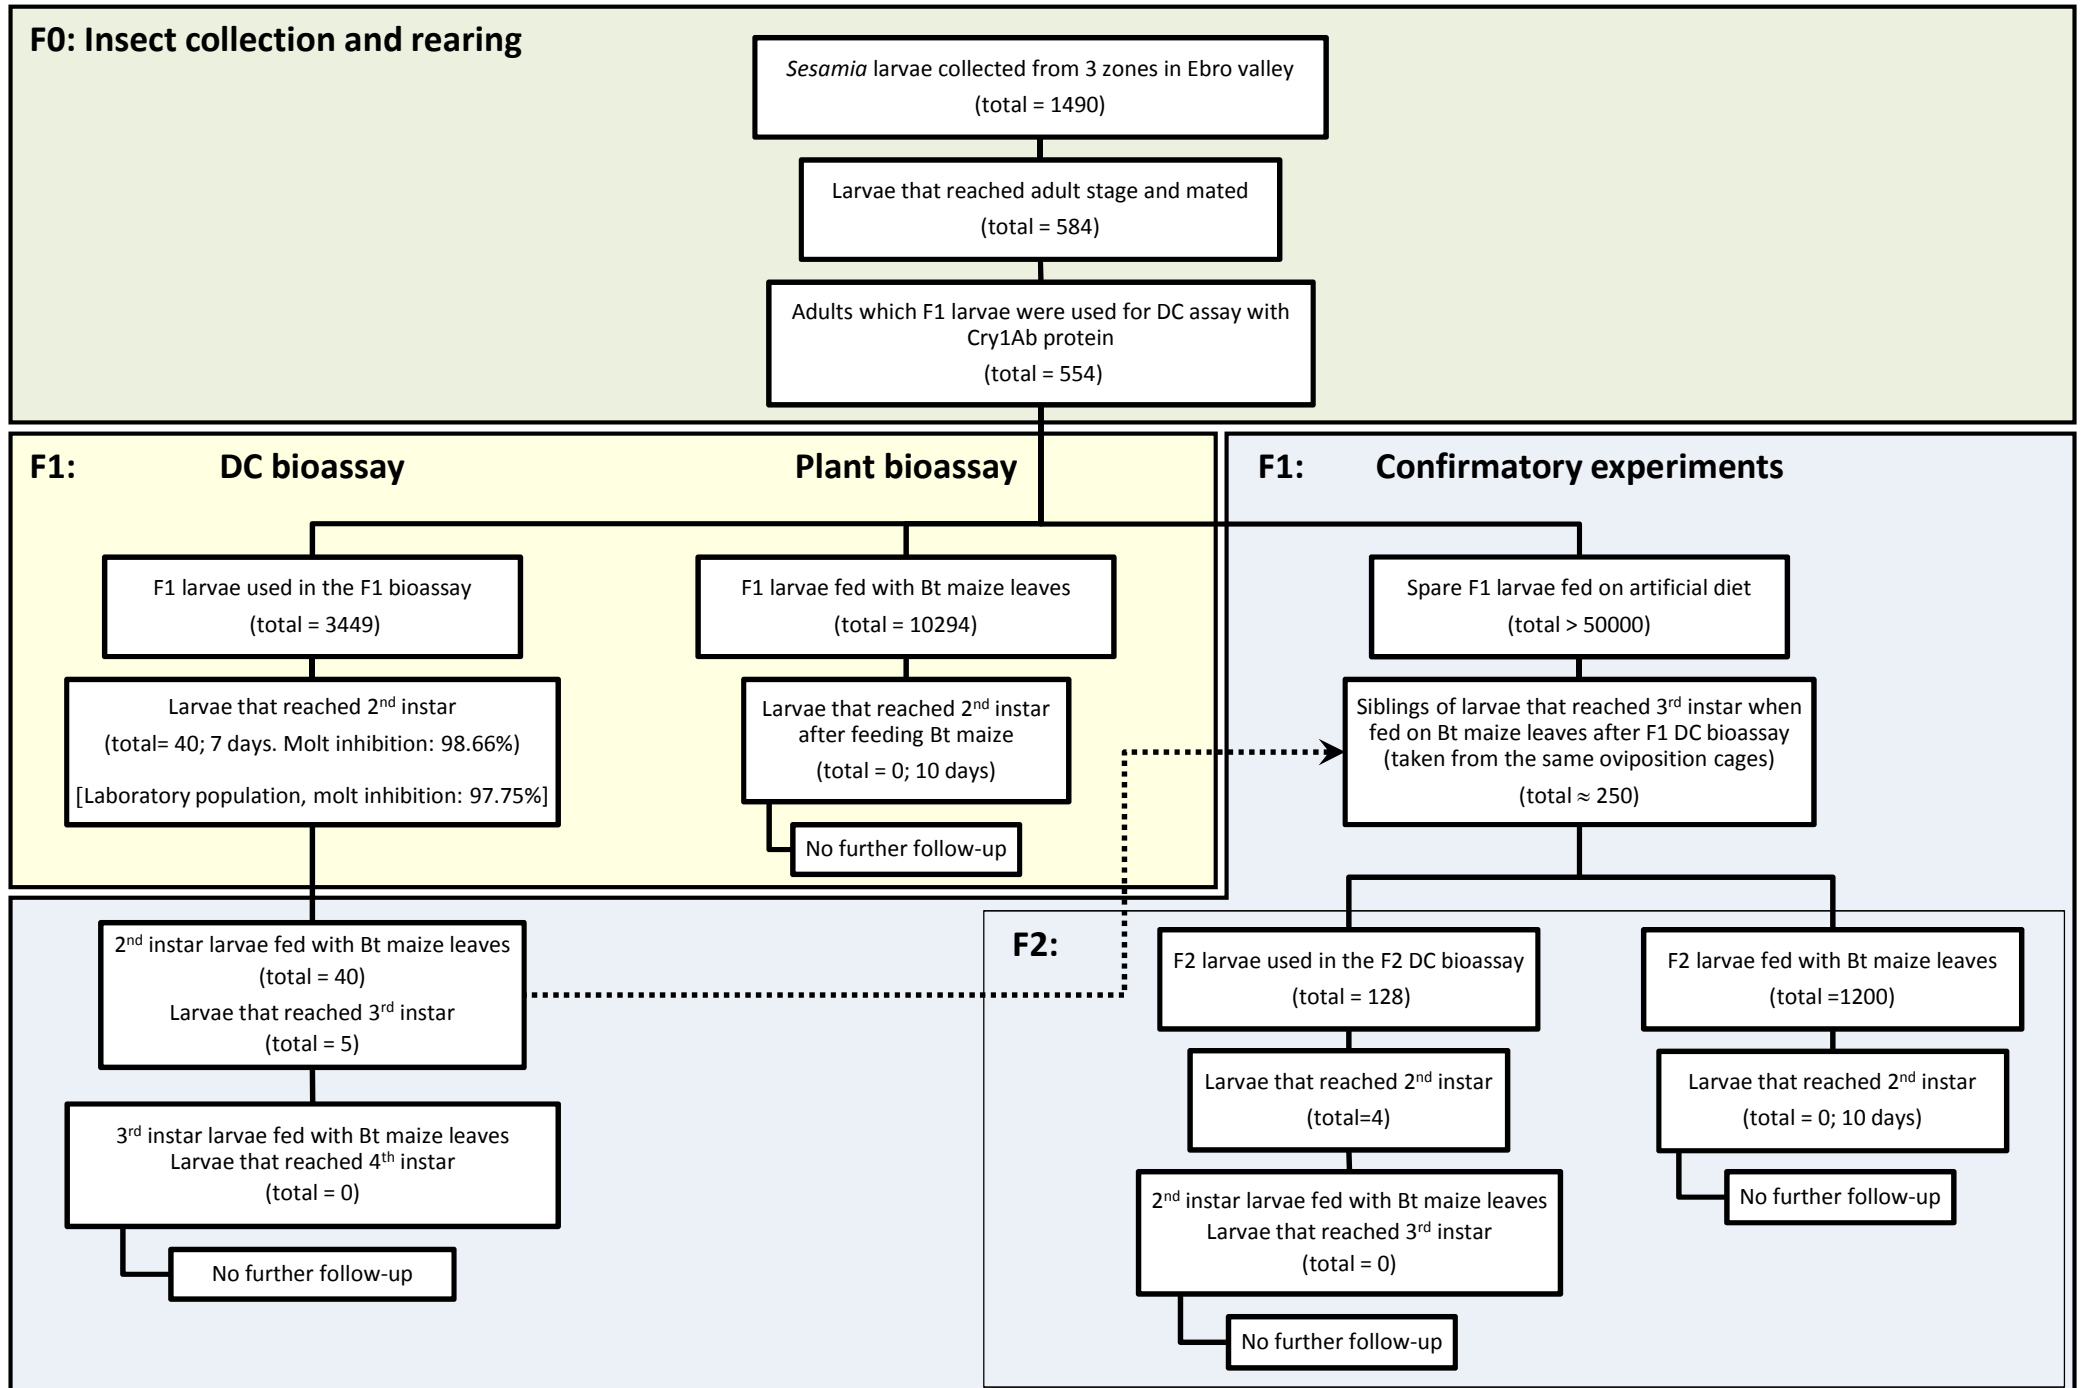 F0: Insect collection and rearing
Sesamia larvae collected from 3 zones in Ebro valley
(total = 1490)
Larvae that reached adult stage and mated
(total = 584)
Adults which F1 larvae were used for DC assay with
Cry1Ab protein
(total = 554)
F1: DC bioassay Plant bioassay
F1 larvae used in the F1 bioassay
(total = 3449)
Larvae that reached 2nd instar
(total= 40; 7 days. Molt inhibition: 98.66%)
[Laboratory population, molt inhibition: 97.75%]
F1 larvae fed with Bt maize leaves
(total = 10294)
Larvae that reached 2nd instar
after feeding Bt maize
(total = 0; 10 days)
No further follow-up
F1: Confirmatory experiments
Spare F1 larvae fed on artificial diet
(total > 50000)
Siblings of larvae that reached 3rd instar when
fed on Bt maize leaves after F1 DC bioassay
(taken from the same oviposition cages)
(total ≈ 250)
2nd instar larvae fed with Bt maize leaves
(total = 40)
Larvae that reached 3rd instar
(total = 5)
3rd instar larvae fed with Bt maize leaves
Larvae that reached 4th instar
(total = 0)
No further follow-up
F2:
F2 larvae used in the F2 DC bioassay
(total = 128)
Larvae that reached 2nd instar
(total=4)
2nd instar larvae fed with Bt maize leaves
Larvae that reached 3rd instar
(total = 0)
No further follow-up
F2 larvae fed with Bt maize leaves
(total =1200)
Larvae that reached 2nd instar
(total = 0; 10 days)
No further follow-up